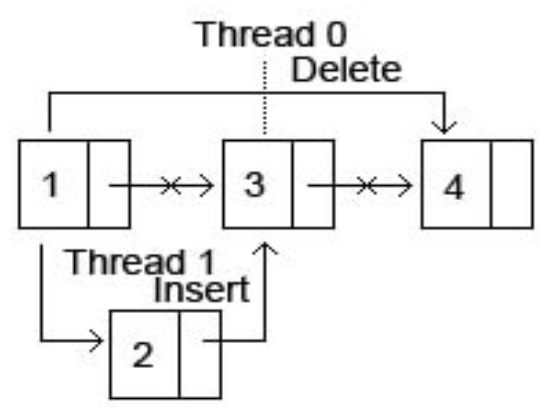 Thread 0
Delete
1
3
4
Thread 1
Insert
2